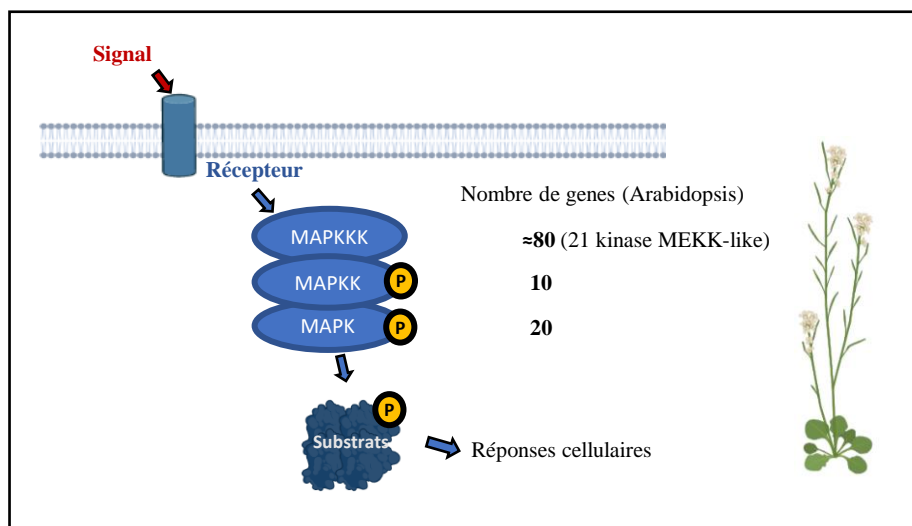 Signal
Récepteur
Nombre de genes (Arabidopsis)
MAPKKK
≈80 (21 kinase MEKK-like)
MAPKK
P
10
MAPK
P
20
P
Substrats
Réponses cellulaires